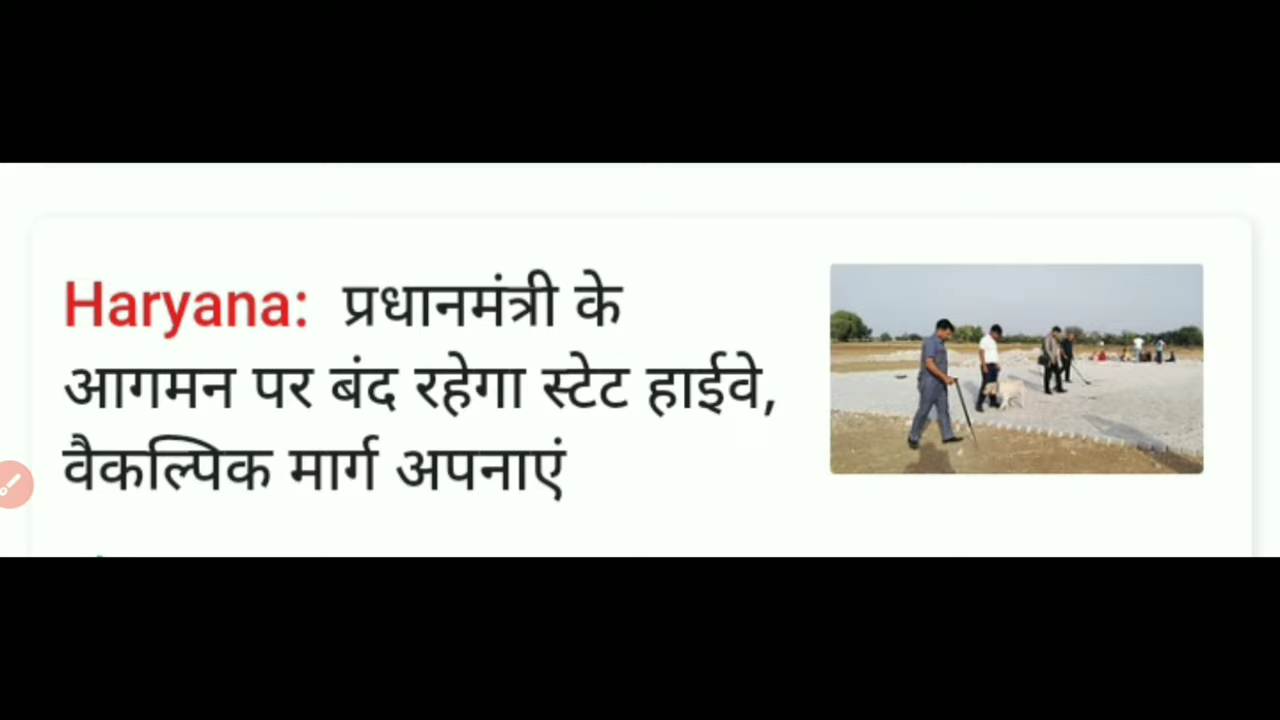 Haryana: प्रधानमंत्री के
आगमन पर बंद रहेगा स्टेट हाईवे,
वैकल्पिक मार्ग अपनाएं